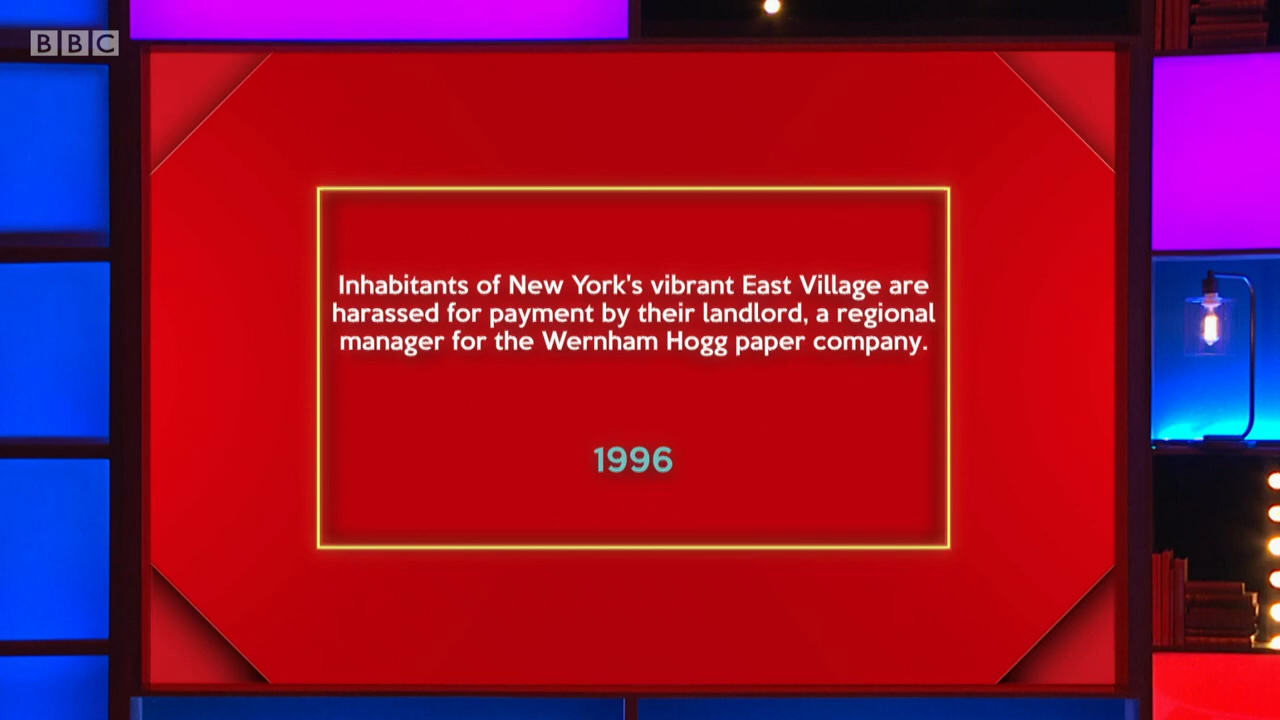 BBC
Inhabitants of New York's vibrant East Village are
harassed for payment by their landlord, a regional
manager for the Wernham Hogg paper company.
1996